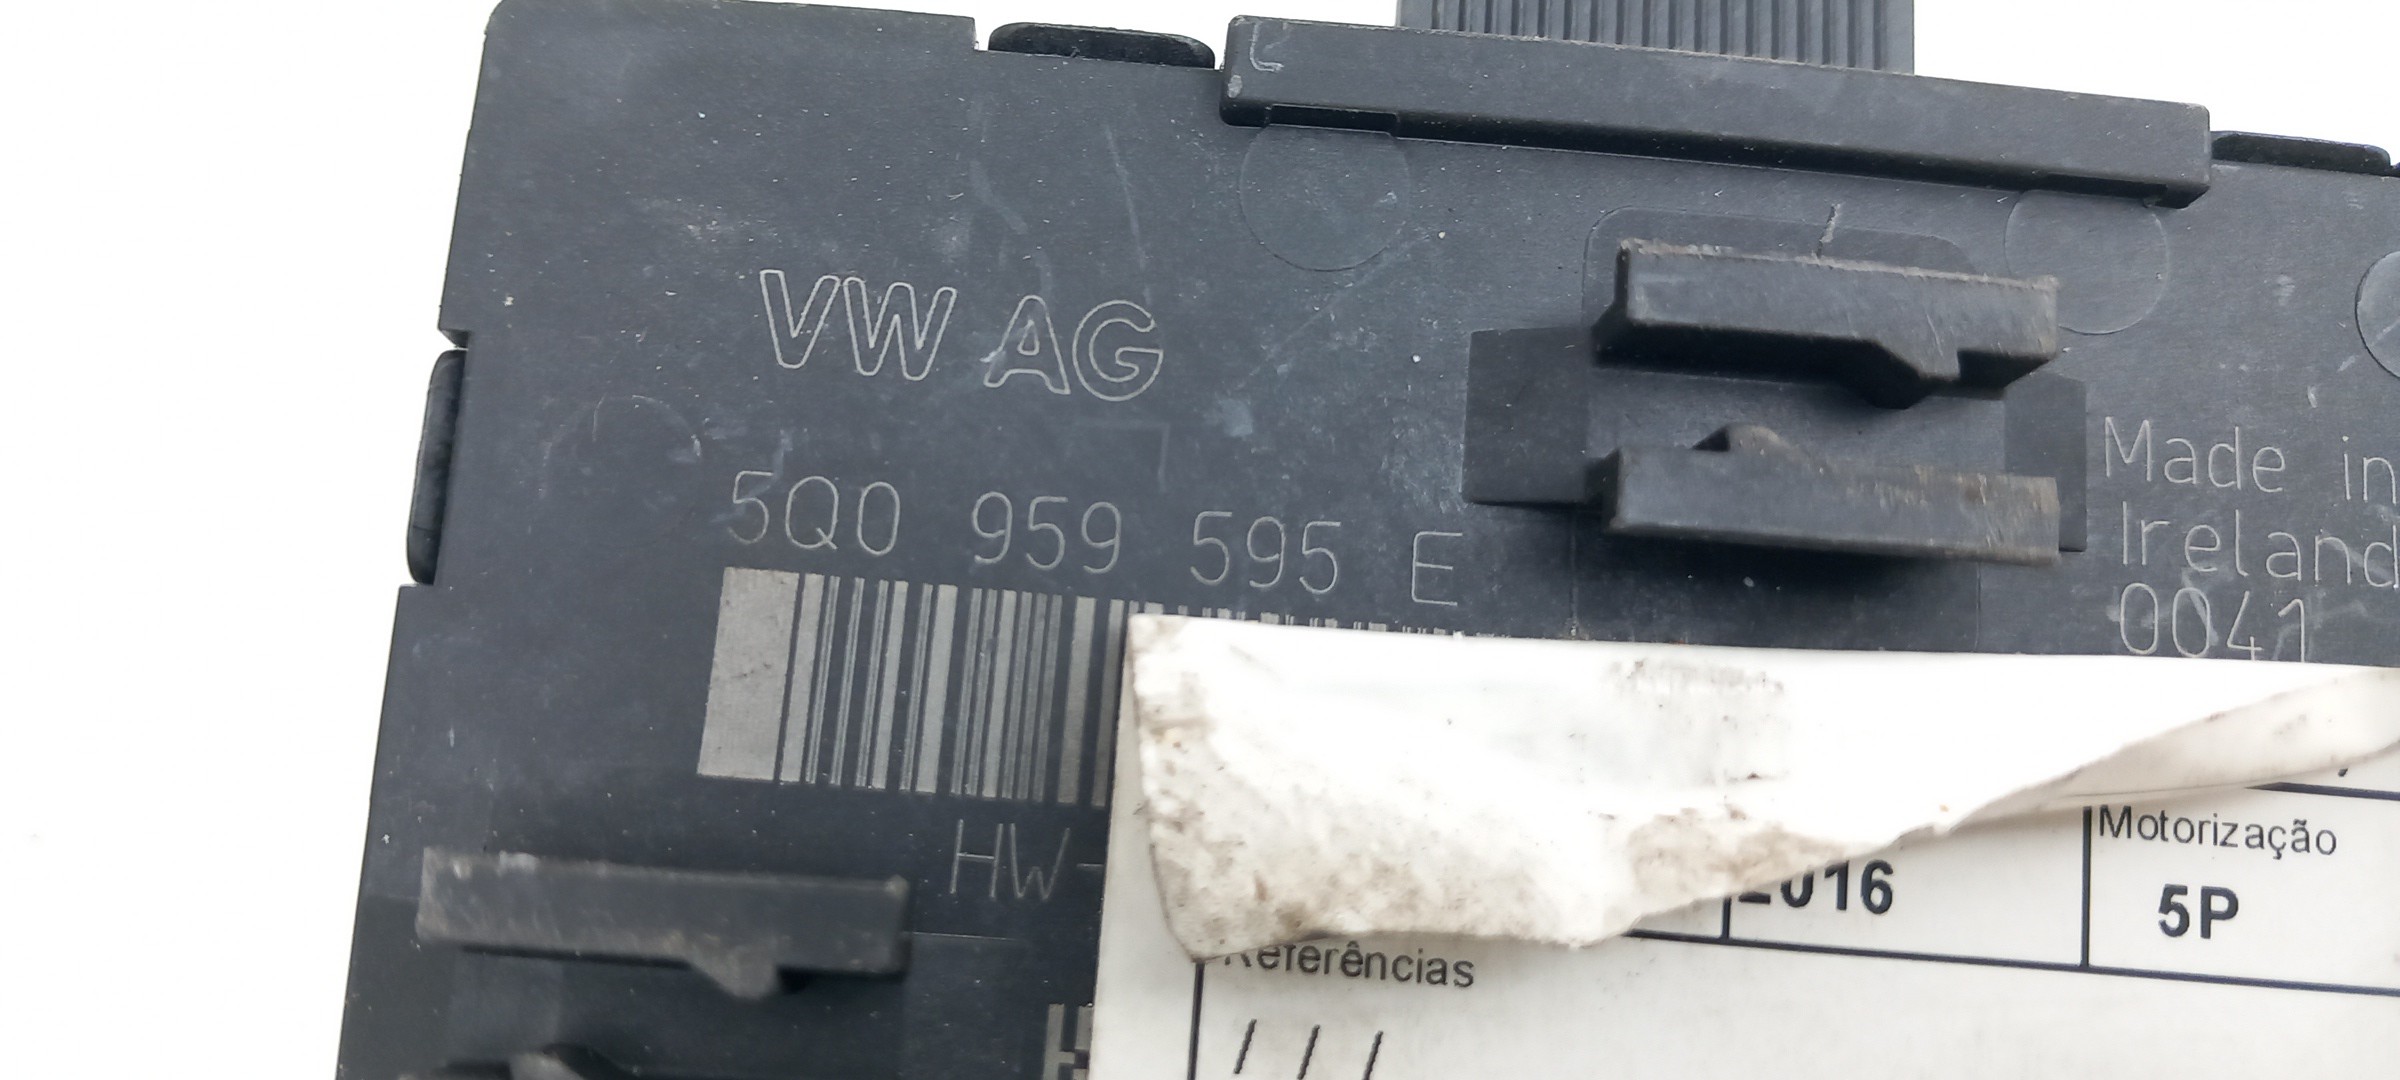 VW AG
5Q0 959 595 E
Made in
Ireland
0041
HW-
Motorização
2016
5P
Referências
/ / /